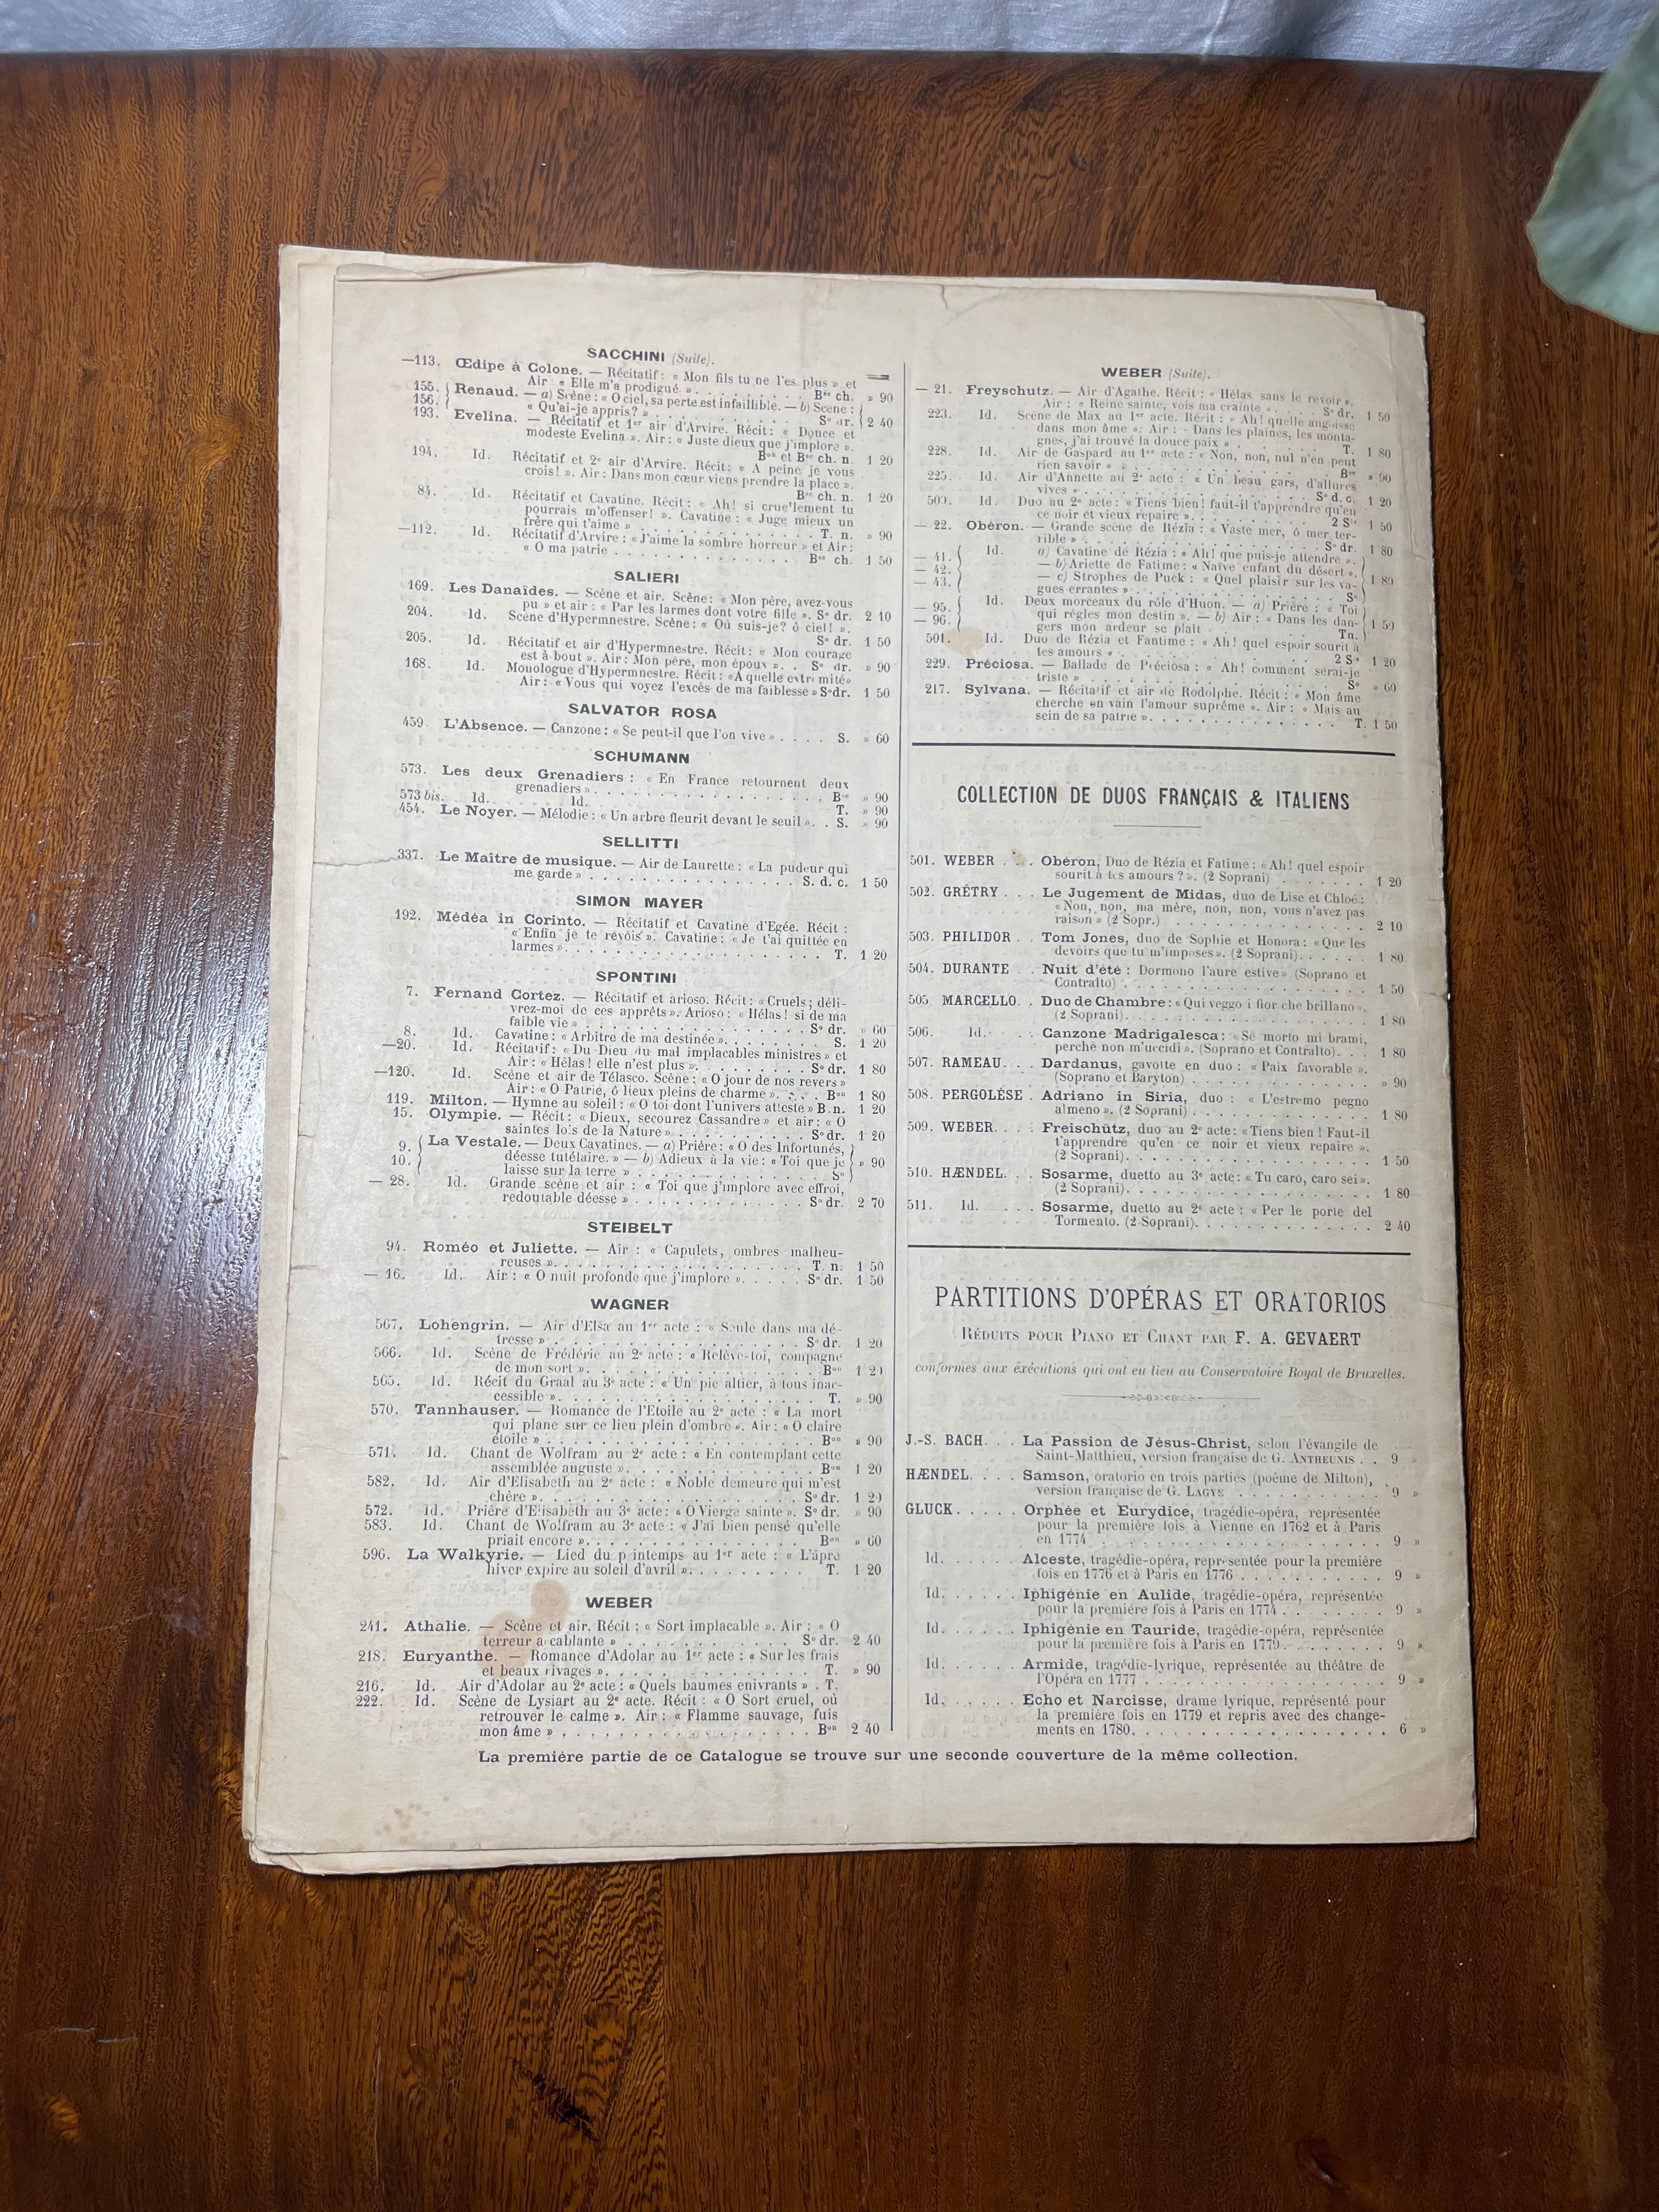 SACCHINI (Suite).
—113. Œdipe à Colone. — Récitatif: « Mon fils tu ne l'es plus » et
Air « Elle m'a prodigué » . . . . . . . . . Bse ch. » 90
155. Renaud. — a) Scène: « O ciel, sa perte est infaillible. — b) Scène:
156. « Qu'ai-je appris? » . . . . . . . . . So dr. 2 40
193. Evelina. — Récitatif et 1er air d'Arvire. Récit: « Douce et
modeste Evelina ». Air: « Juste dieux que j'implore ».
Bon et Bse ch. n. 1 20
194. Id. Récitatif et 2e air d'Arvire. Récit: « A peine je vous
crois! ». Air: Dans mon cœur viens prendre la place ».
Bse ch. n. 1 20
84. Id. Récitatif et Cavatine. Récit: « Ah! si cruellement tu
pourrais m'offenser! ». Cavatine: « Juge mieux un
frère qui t'aime » . . . . . . . . . T. n. » 90
—112. Id. Récitatif d'Arvire: « J'aime la sombre horreur » et Air:
« O ma patrie . . . . . . . . . Bse ch. 1 50
SALIERI
169. Les Danaïdes. — Scène et air. Scène: « Mon père, avez-vous
pu » et air: « Par les larmes dont votre fille ». So dr. 2 10
204. Id. Scène d'Hypermnestre. Scène: « Où suis-je? ô ciel! ».
So dr. 1 50
205. Id. Récitatif et air d'Hypermnestre. Récit: « Mon courage
est à bout ». Air: Mon père, mon époux ». . So dr. » 90
168. Id. Monologue d'Hypermnestre. Récit: «A quelle extrémité»
Air: « Vous qui voyez l'excès de ma faiblesse » So dr. 1 50
SALVATOR ROSA
459. L'Absence. — Canzone: « Se peut-il que l'on vive » . . . . S. » 60
SCHUMANN
573. Les deux Grenadiers: « En France retournent deux
grenadiers » . . . . . . . . . Bse » 90
573 bis. Id. Id. T. » 90
454. Le Noyer. — Mélodie: « Un arbre fleurit devant le seuil ». . S. » 90
SELLITTI
337. Le Maître de musique. — Air de Laurette: « La pudeur qui
me garde » . . . . . . . . . S. d. c. 1 50
SIMON MAYER
192. Médéa in Corinto. — Récitatif et Cavatine d'Egée. Récit:
« Enfin je te revois ». Cavatine: « Je t'ai quittée en
larmes » . . . . . . . . . T. 1 20
SPONTINI
7. Fernand Cortez. — Récitatif et arioso. Récit: « Cruels; déli-
vrez-moi de ces apprêts ». Arioso: « Hélas! si de ma
faible vie » . . . . . . . . . So dr. » 60
8. Id. Cavatine: « Arbitre de ma destinée » . . . . . . . S. 1 20
—20. Id. Récitatif: « Du Dieu du mal implacables ministres » et
Air: « Hélas! elle n'est plus ». . . . . . . . . So dr. 1 80
—120. Id. Scène et air de Télasco. Scène: « O jour de nos revers »
Air: « O Patrie, ô lieux pleins de charme ». . . . Bon 1 80
119. Milton. — Hymne au soleil: « O toi dont l'univers atteste » B. n. 1 20
15. Olympie. — Récit: « Dieux, secourez Cassandre » et air: « O
saintes lois de la Nature » . . . . . . . . . So dr. 1 20
9. La Vestale. — Deux Cavatines. — a) Prière: « O des Infortunés,
10. déesse tutélaire. » — b) Adieux à la vie: « Toi que je » 90
laisse sur la terre » . . . . . . . . . So
— 28. Id. Grande scène et air: « Toi que j'implore avec effroi,
redoutable déesse » . . . . . . . . . So dr. 2 70
STEIBELT
94. Roméo et Juliette. — Air: « Capulets, ombres malheu-
reuses » . . . . . . . . . T. n. 1 50
— 16. Id. Air: « O nuit profonde que j'implore ». . . . . So dr. 1 50
WAGNER
567. Lohengrin. — Air d'Elsa au 1er acte: « Seule dans ma dé-
tresse » . . . . . . . . . So dr. 1 20
566. Id. Scène de Frédéric au 2e acte: « Relève-toi, compagne
de mon sort ». . . . . . . . . Bon 1 20
565. Id. Récit du Graal au 3e acte: « Un pic altier, à tous inac-
cessible ». . . . . . . . . T. » 90
570. Tannhauser. — Romance de l'Etoile au 2e acte: « La mort
qui plane sur ce lieu plein d'ombre ». Air: « O claire
étoile » . . . . . . . . . Bon » 90
571. Id. Chant de Wolfram au 2e acte: « En contemplant cette
assemblée auguste ». . . . . . . . . Bon 1 20
582. Id. Air d'Elisabeth au 2e acte: « Noble demeure qui m'est
chère » . . . . . . . . . So dr. 1 20
572. Id. Prière d'Elisabeth au 3e acte: « O Vierge sainte ». So dr. » 90
583. Id. Chant de Wolfram au 3e acte: « J'ai bien pensé qu'elle
priait encore » . . . . . . . . . Bon » 60
596. La Walkyrie. — Lied du printemps au 1er acte: « L'âpre
hiver expire au soleil d'avril ». . . . . . . . . T. 1 20
WEBER
241. Athalie. — Scène et air. Récit: « Sort implacable ». Air: « O
terreur accablante » . . . . . . . . . So dr. 2 40
218. Euryanthe. — Romance d'Adolar au 1er acte: « Sur les frais
et beaux rivages » . . . . . . . . . T. » 90
216. Id. Air d'Adolar au 2e acte: « Quels baumes enivrants » . T.
222. Id. Scène de Lysiart au 2e acte. Récit: « O Sort cruel, où
retrouver le calme ». Air: « Flamme sauvage, fuis
mon âme » . . . . . . . . . Bon 2 40
WEBER (Suite).
— 21. Freyschutz. — Air d'Agathe. Récit: « Hélas sans le revoir ».
Air: « Reine sainte, vois ma crainte « . . . . So dr. 1 50
223. Id. Scène de Max au 1er acte. Récit: « Ah! quelle angoisse
dans mon âme ». Air: - Dans les plaines, les monta-
gnes, j'ai trouvé la douce paix » . . . . . . . . . T. 1 80
228. Id. Air de Gaspard au 1er acte: « Non, non, nul n'en peut
rien savoir » . . . . . . . . . Bse » 90
225. Id. Air d'Annette au 2e acte: « Un beau gars, d'allures
vives » . . . . . . . . . So d. c. 1 20
509. Id. Duo au 2e acte: « Tiens bien! faut-il t'apprendre qu'en
ce noir et vieux repaire ». . . . . . . . . 2 Sni 1 50
— 22. Obéron. — Grande scène de Rézia: « Vaste mer, ô mer ter-
rible » . . . . . . . . . So dr. 1 80
— 41. Id. a) Cavatine de Rézia: « Ah! que puis-je attendre ».
— 42. — b) Ariette de Fatime: « Naïve enfant du désert ».
— 43. — c) Strophes de Puck: « Quel plaisir sur les va- 1 80
gues errantes » . . . . . . . . . So
— 95. Id. Deux morceaux du rôle d'Huon. — a) Prière: « Toi
— 96. qui règles mon destin ». — b) Air: « Dans les dan- 1 50
gers mon ardeur se plaît . . . . . . . . . Tn.
501. Id. Duo de Rézia et Fantime: « Ah! quel espoir sourit à
tes amours » . . . . . . . . . 2 Sni 1 20
229. Préciosa. — Ballade de Préciosa: « Ah! comment serai-je
triste » . . . . . . . . . So » 60
217. Sylvana. — Récitatif et air de Rodolphe. Récit: « Mon âme
cherche en vain l'amour suprême ». Air: « Mais au
sein de sa patrie ». . . . . . . . . T. 1 50
COLLECTION DE DUOS FRANÇAIS & ITALIENS
501. WEBER . . . Obéron, Duo de Rézia et Fatime: « Ah! quel espoir
sourit à tes amours? ». (2 Soprani) . . . . . . . 1 20
502. GRÉTRY . . . Le Jugement de Midas, duo de Lise et Chloé:
« Non, non, ma mère, non, non, vous n'avez pas
raison » (2 Sopr.) . . . . . . . . . 2 10
503. PHILIDOR . . Tom Jones, duo de Sophie et Honora: « Que les
devoirs que tu m'imposes ». (2 Soprani). . . . . . 1 80
504. DURANTE . . Nuit d'été: Dormono l'aure estive » (Soprano et
Contralto) . . . . . . . . . 1 50
505 MARCELLO. . Duo de Chambre: « Qui veggo i fior che brillano ».
(2 Soprani). . . . . . . . . 1 80
506. Id. . . Canzone Madrigalesca: « Se morto mi brami,
perchè non m'uccidi ». (Soprano et Contralto). . . 1 80
507. RAMEAU. . . Dardanus, gavotte en duo: « Paix favorable ».
(Soprano et Baryton) . . . . . . . . . » 90
508. PERGOLÈSE . Adriano in Siria, duo: « L'estremo pegno
almeno ». (2 Soprani) . . . . . . . . . 1 80
509. WEBER. . . . Freischütz, duo au 2e acte: « Tiens bien! Faut-il
t'apprendre qu'en ce noir et vieux repaire ».
(2 Soprani). . . . . . . . . 1 50
510. HÆNDEL. . . Sosarme, duetto au 3e acte: « Tu caro, caro sei ».
(2 Soprani). . . . . . . . . 1 80
511. Id. . . . Sosarme, duetto au 2e acte: « Per le porte del
Tormento. (2 Soprani). . . . . . . . . 2 40
PARTITIONS D'OPÉRAS ET ORATORIOS
RÉDUITS POUR PIANO ET CHANT PAR F. A. GEVAERT
conformes aux éxécutions qui ont eu lieu au Conservatoire Royal de Bruxelles.
J.-S. BACH. . . La Passion de Jésus-Christ, selon l'évangile de
Saint-Matthieu, version française de G. ANTHEUNIS . . 9 »
HÆNDEL. . . . Samson, oratorio en trois parties (poème de Milton),
version française de G. LAGYE . . . . . . . . . 9 »
GLUCK. . . . . Orphée et Eurydice, tragédie-opéra, représentée
pour la première fois à Vienne en 1762 et à Paris
en 1774 . . . . . . . . . 9 »
Id. . . . . . Alceste, tragédie-opéra, représentée pour la première
fois en 1776 et à Paris en 1776 . . . . . . . . . 9 »
Id. . . . . . Iphigénie en Aulide, tragédie-opéra, représentée
pour la première fois à Paris en 1774 . . . . . . . 9 »
Id. . . . . . Iphigénie en Tauride, tragédie-opéra, représentée
pour la première fois à Paris en 1779. . . . . . . 9 »
Id. . . . . . Armide, tragédie-lyrique, représentée au théâtre de
l'Opéra en 1777 . . . . . . . . . 9 »
Id. . . . . . Echo et Narcisse, drame lyrique, représenté pour
la première fois en 1779 et repris avec des change-
ments en 1780. . . . . . . . . 6 »
La première partie de ce Catalogue se trouve sur une seconde couverture de la même collection.